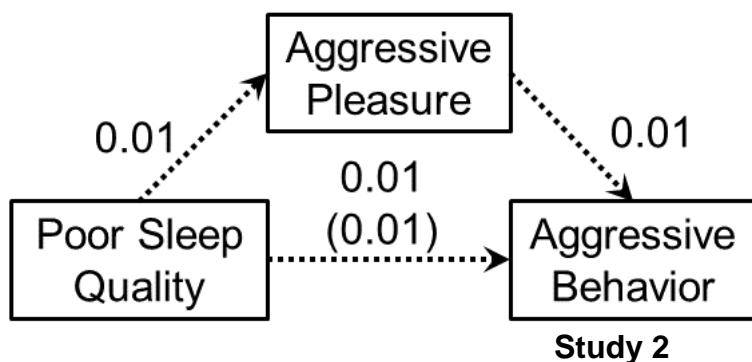 Aggressive
Pleasure
0.01
0.01
0.01
(0.01)
Poor Sleep
Quality
Aggressive
Behavior
Study 2